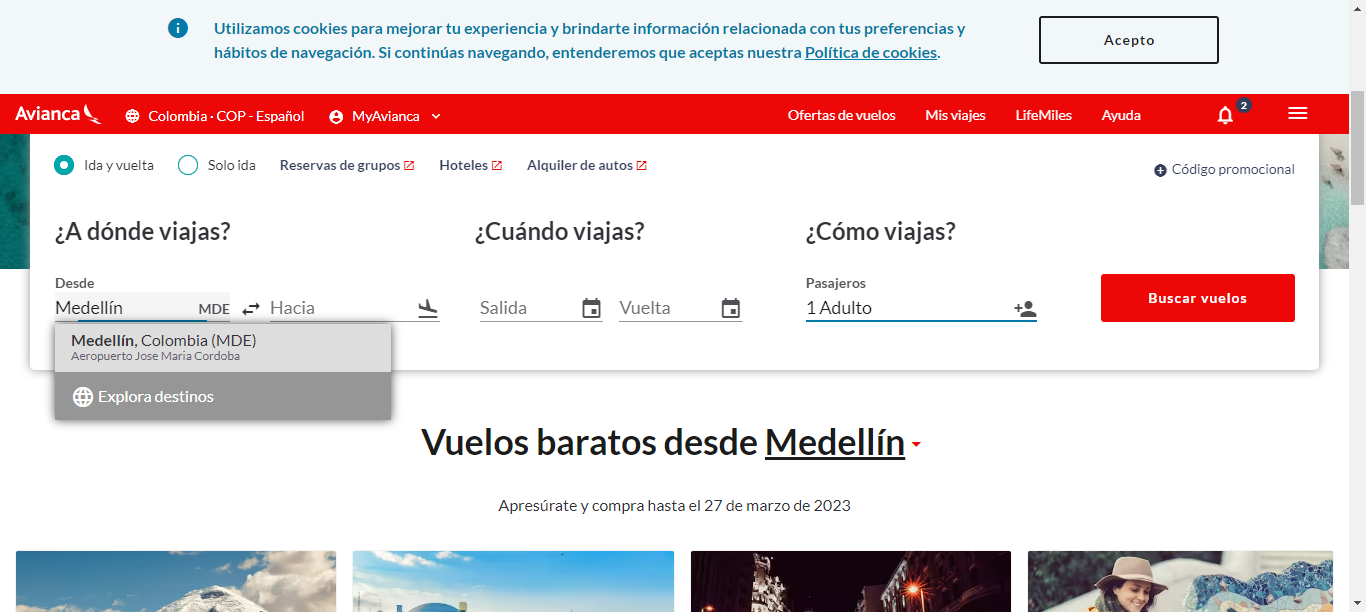 Utilizamos cookies para mejorar tu experiencia y brindarte información relacionada con tus preferencias y
hábitos de navegación. Si continúas navegando, entenderemos que aceptas nuestra Política de cookies.
Acepto
Avianca
Colombia · COP - Español
MyAvianca
Ofertas de vuelos
Mis viajes
LifeMiles
Ayuda
2
Ida y vuelta
Solo ida
Reservas de grupos
Hoteles
Alquiler de autos
Código promocional
¿A dónde viajas?
¿Cuándo viajas?
¿Cómo viajas?
Desde
Pasajeros
Medellín MDE
Hacia
Salida
Vuelta
1 Adulto
Buscar vuelos
Medellín, Colombia (MDE)
Aeropuerto Jose Maria Cordoba
Explora destinos
Vuelos baratos desde Medellín
Apresúrate y compra hasta el 27 de marzo de 2023